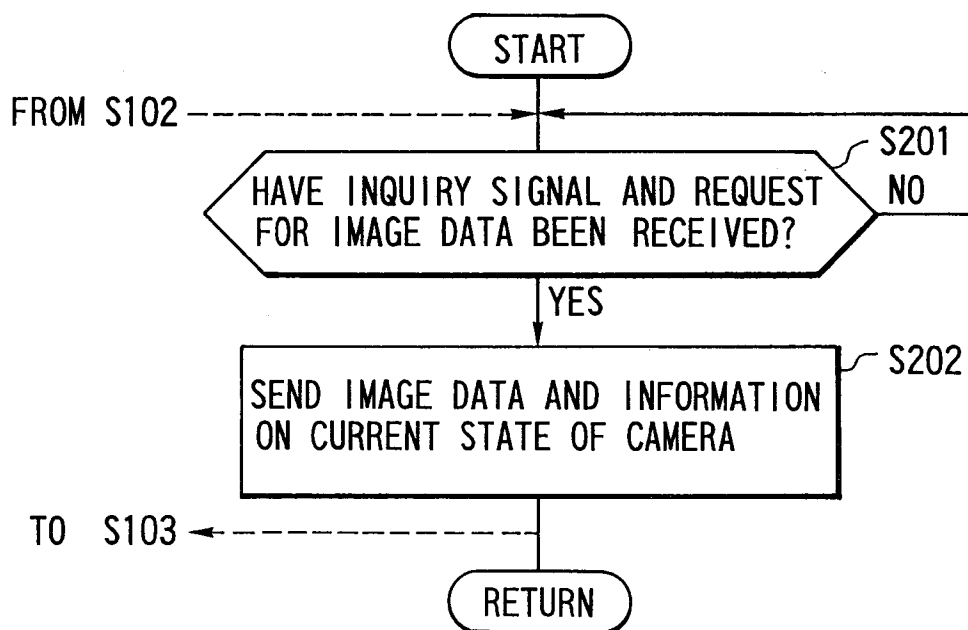 START
FROM S102
S201
HAVE INQUIRY SIGNAL AND REQUEST
FOR IMAGE DATA BEEN RECEIVED?
NO
YES
S202
SEND IMAGE DATA AND INFORMATION
ON CURRENT STATE OF CAMERA
TO S103
RETURN